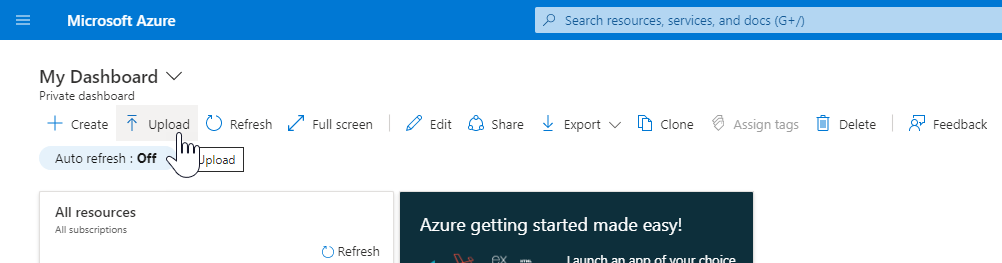 Microsoft Azure
Search resources, services, and docs (G+/)
My Dashboard
Private dashboard
Create Upload Refresh Full screen Edit Share Export Clone Assign tags Delete Feedback
Auto refresh : Off
Upload
All resources
All subscriptions
Refresh
Azure getting started made easy!
Launch an app of your choice